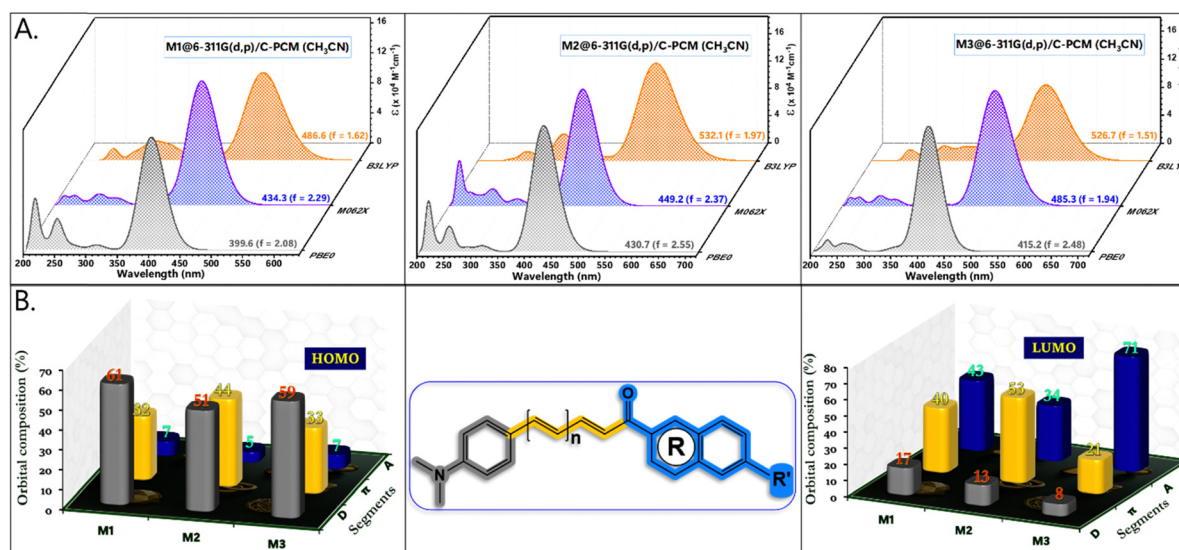 A.
M1@6-311G(d,p)/C-PCM (CH₃CN)
486.6 (f = 1.62)
434.3 (f = 2.29)
399.6 (f = 2.08)
B3LYP
M062X
PBE0
16
12
8
4
0
ε (x 10⁴ M⁻¹cm⁻¹)
200 250 300 350 400 450 500 550 600
Wavelength (nm)
M2@6-311G(d,p)/C-PCM (CH₃CN)
532.1 (f = 1.97)
449.2 (f = 2.37)
430.7 (f = 2.55)
B3LYP
M062X
PBE0
16
12
8
4
0
ε (x 10⁴ M⁻¹cm⁻¹)
200 250 300 350 400 450 500 550 600 650 700
Wavelength (nm)
M3@6-311G(d,p)/C-PCM (CH₃CN)
526.7 (f = 1.51)
485.3 (f = 1.94)
415.2 (f = 2.48)
B3LYP
M062X
PBE0
16
12
8
4
0
ε (x 10⁴ M⁻¹cm⁻¹)
200 250 300 350 400 450 500 550 600 650 700
Wavelength (nm)
B.
HOMO
Orbital composition (%)
70
60
50
40
30
20
10
0
61 51 59
32 44 33
7 5 7
M1 M2 M3
D π A
Segments
O
n
R
R'
N
LUMO
Orbital composition (%)
80
70
60
50
40
30
20
10
0
17 13 8
40 53 21
43 34 71
M1 M2 M3
D π A
Segments